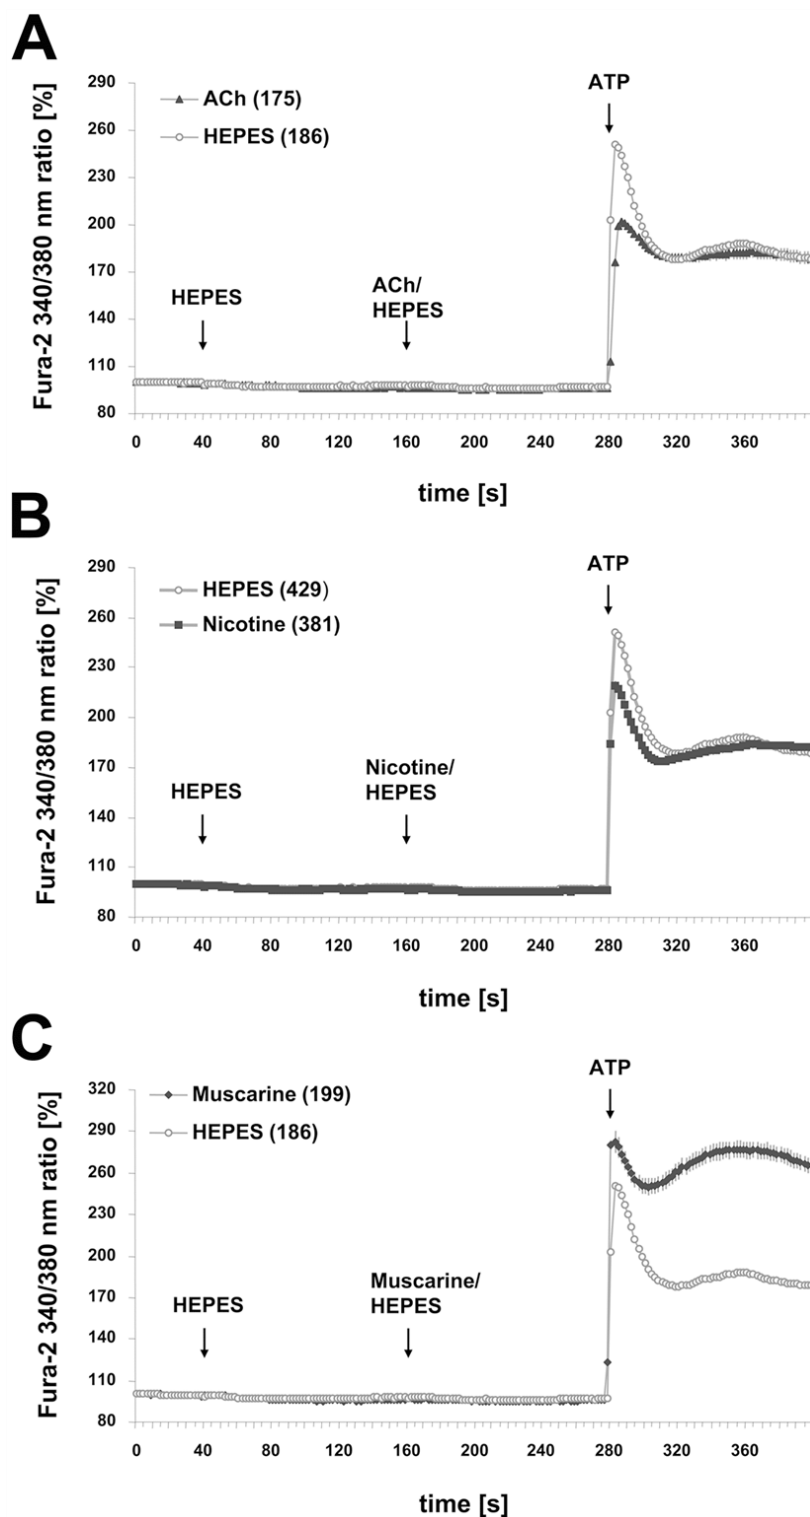 A
Fura-2 340/380 nm ratio [%]
290
260
230
200
170
140
110
80
ACh (175)
HEPES (186)
HEPES
ACh/
HEPES
ATP
0 40 80 120 160 200 240 280 320 360
time [s]
B
Fura-2 340/380 nm ratio [%]
290
260
230
200
170
140
110
80
HEPES (429)
Nicotine (381)
HEPES
Nicotine/
HEPES
ATP
0 40 80 120 160 200 240 280 320 360
time [s]
C
Fura-2 340/380 nm ratio [%]
320
290
260
230
200
170
140
110
80
Muscarine (199)
HEPES (186)
HEPES
Muscarine/
HEPES
ATP
0 40 80 120 160 200 240 280 320 360
time [s]